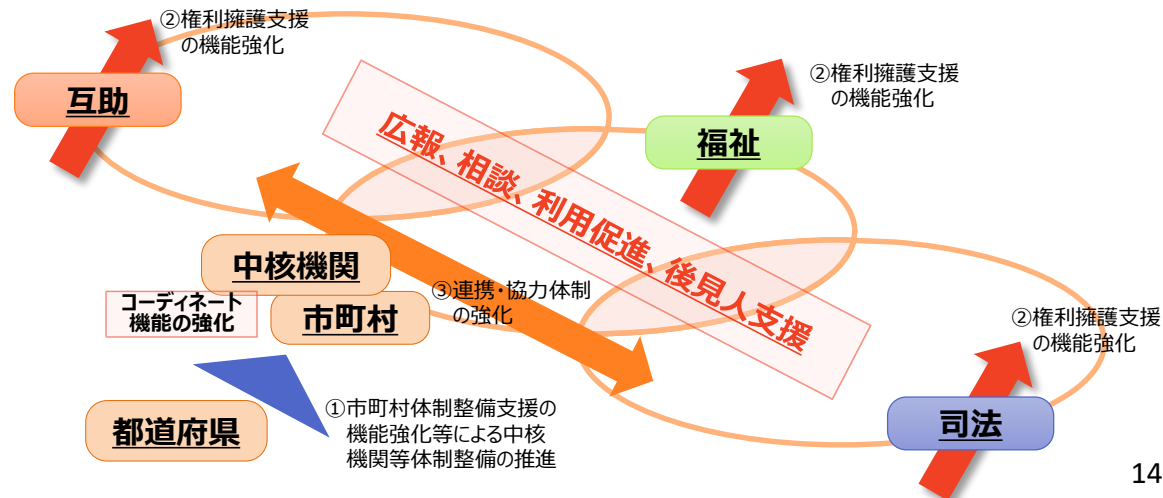 ②権利擁護支援
の機能強化
互助
②権利擁護支援
の機能強化
福祉
広報、相談、利用促進、後見人支援
中核機関
コーディネート
機能の強化
市町村
③連携・協力体制
の強化
②権利擁護支援
の機能強化
都道府県
①市町村体制整備支援の
機能強化等による中核
機関等体制整備の推進
司法
14